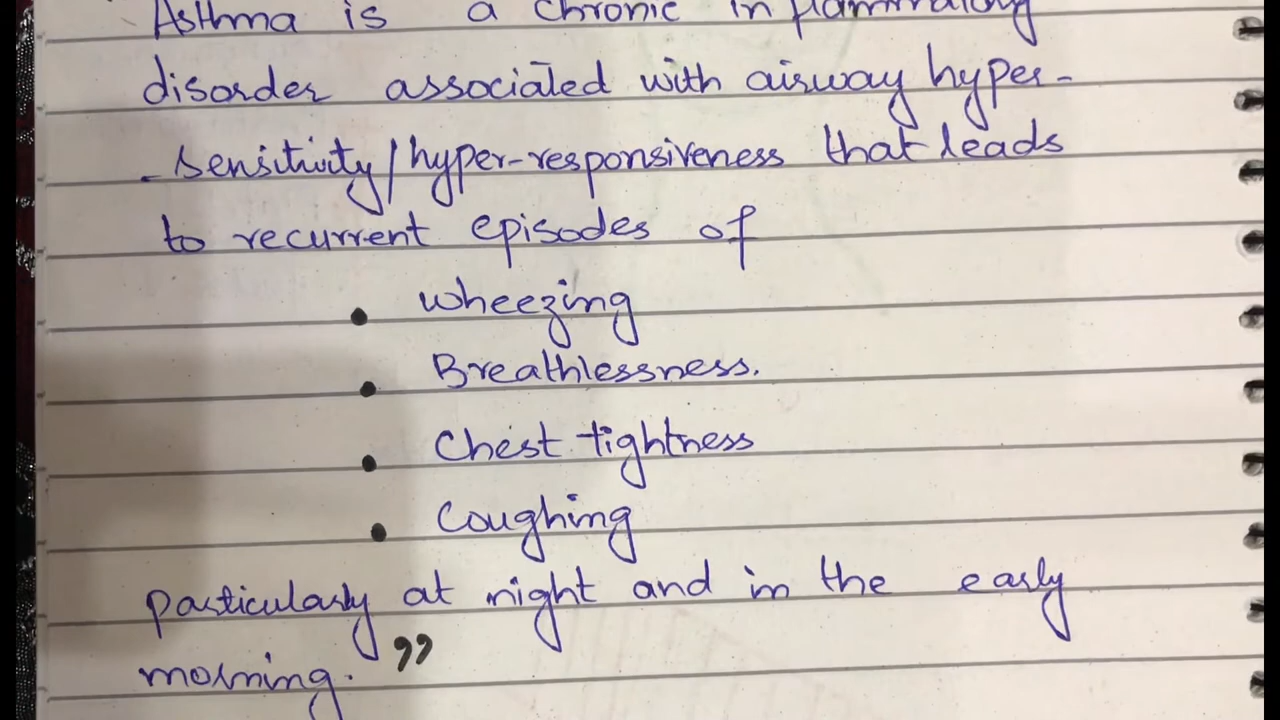 Asthma is a chronic inflammatory
disorder associated with airway hyper-
-sensitivity/hyper-responsiveness that leads
to recurrent episodes of
• wheezing
• Breathlessness.
• Chest tightness
• Coughing
particularly at night and in the early
morning.”